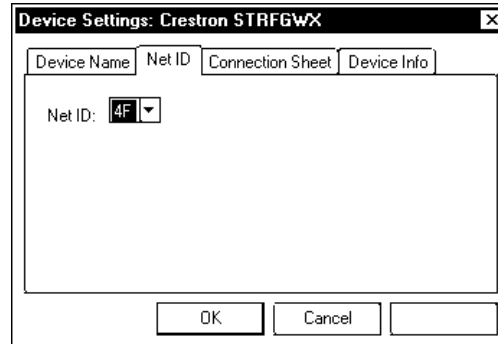 Device Settings: Crestron STRFGWX
Device Name Net ID Connection Sheet Device Info
Net ID: 4F
OK Cancel